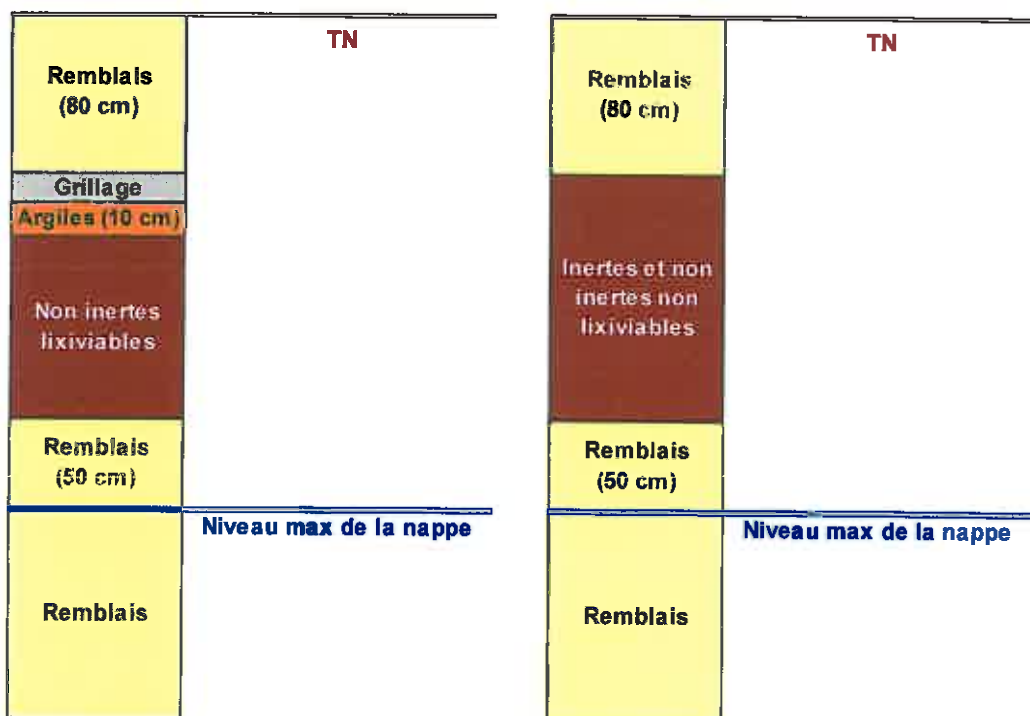 TN
Remblais
(80 cm)
Grillage
Argiles (10 cm)
Non inertes
lixiviables
Remblais
(50 cm)
Niveau max de la nappe
Remblais
TN
Remblais
(80 cm)
Inertes et non
inertes non
lixiviables
Remblais
(50 cm)
Niveau max de la nappe
Remblais